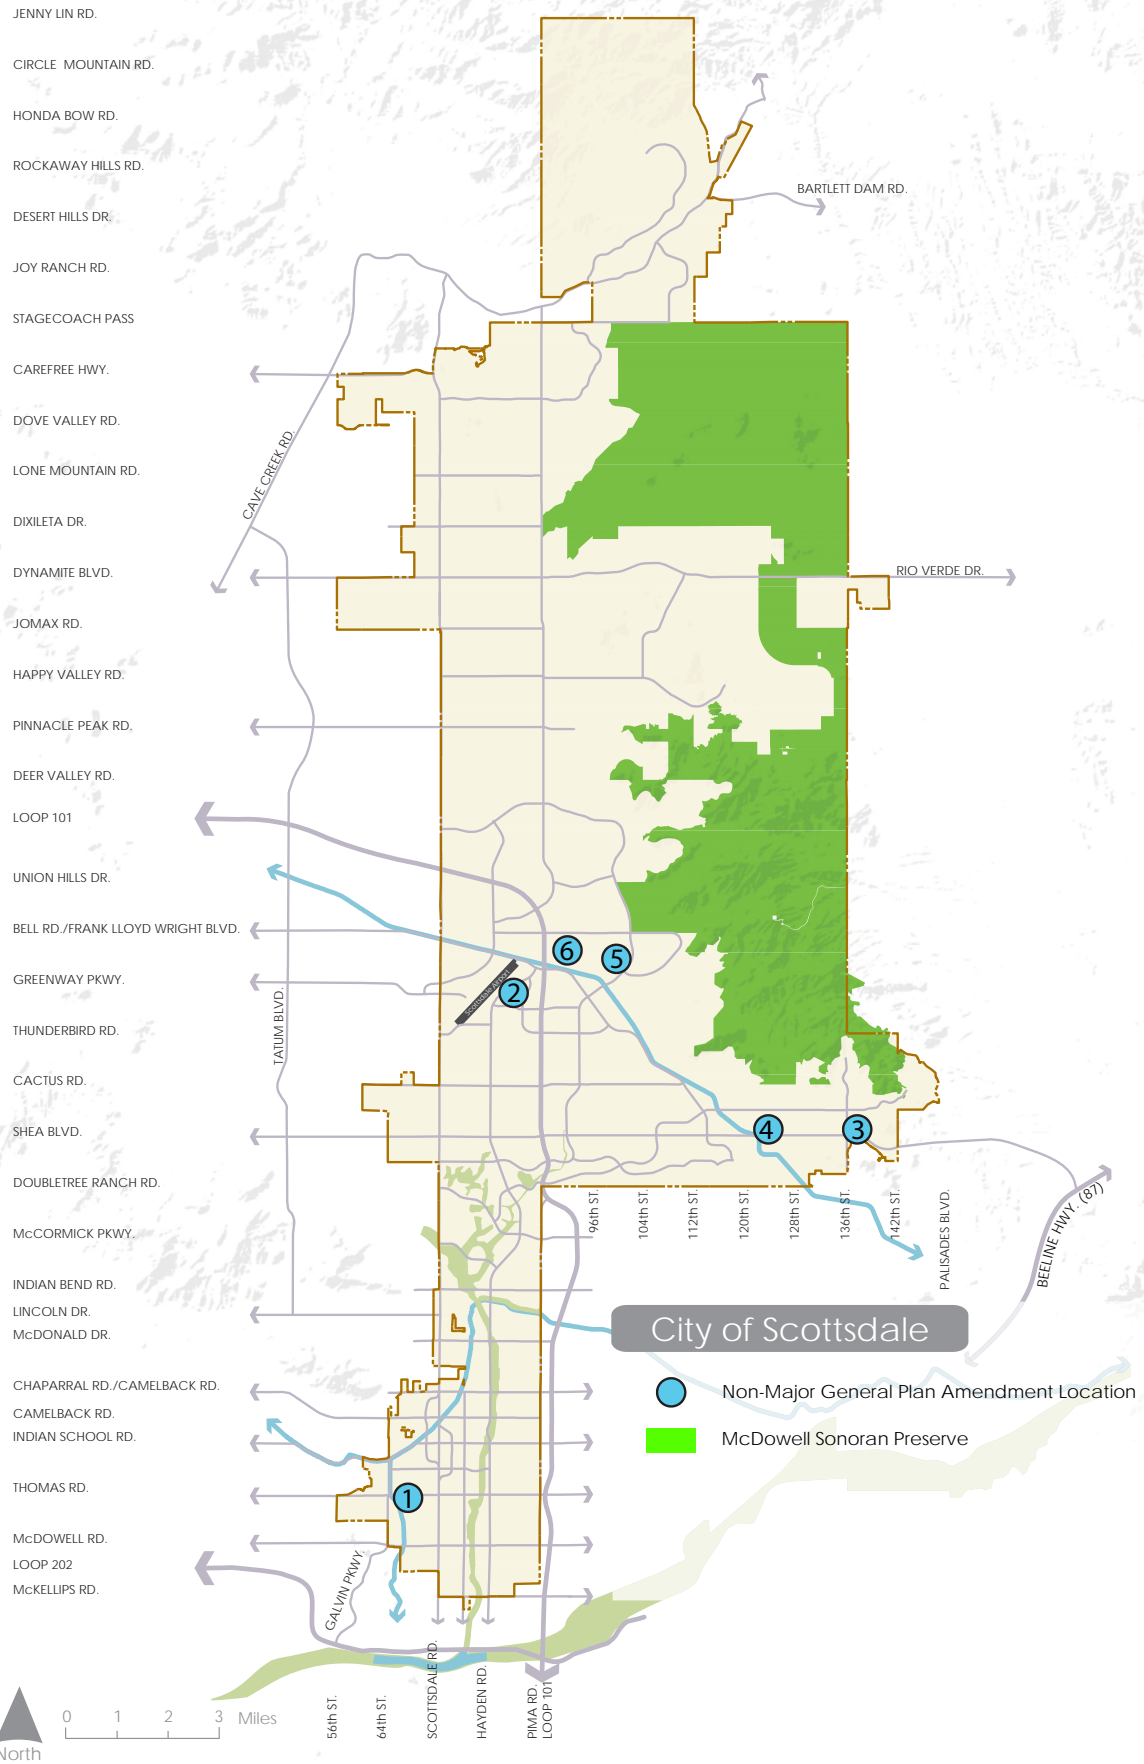 JENNY LIN RD.
CIRCLE MOUNTAIN RD.
HONDA BOW RD.
ROCKAWAY HILLS RD.
BARTLETT DAM RD.
DESERT HILLS DR.
JOY RANCH RD.
STAGECOACH PASS
CAREFREE HWY.
DOVE VALLEY RD.
CAVE CREEK RD.
LONE MOUNTAIN RD.
DIXILETA DR.
DYNAMITE BLVD.
RIO VERDE DR.
JOMAX RD.
HAPPY VALLEY RD.
PINNACLE PEAK RD.
DEER VALLEY RD.
LOOP 101
UNION HILLS DR.
BELL RD./FRANK LLOYD WRIGHT BLVD.
6
5
GREENWAY PKWY.
Scottsdale Airport
2
TATUM BLVD.
THUNDERBIRD RD.
CACTUS RD.
SHEA BLVD.
4
3
DOUBLETREE RANCH RD.
96th ST.
104th ST.
112th ST.
120th ST.
128th ST.
136th ST.
142th ST.
PALISADES BLVD.
BEELINE HWY. (87)
McCORMICK PKWY.
INDIAN BEND RD.
LINCOLN DR.
McDONALD DR.
City of Scottsdale
CHAPARRAL RD./CAMELBACK RD.
Non-Major General Plan Amendment Location
CAMELBACK RD.
INDIAN SCHOOL RD.
McDowell Sonoran Preserve
THOMAS RD.
1
McDOWELL RD.
LOOP 202
McKELLIPS RD.
GALVIN PKWY.
56th ST.
64th ST.
SCOTTSDALE RD.
HAYDEN RD.
PIMA RD.
LOOP 101
0 1 2 3 Miles
North